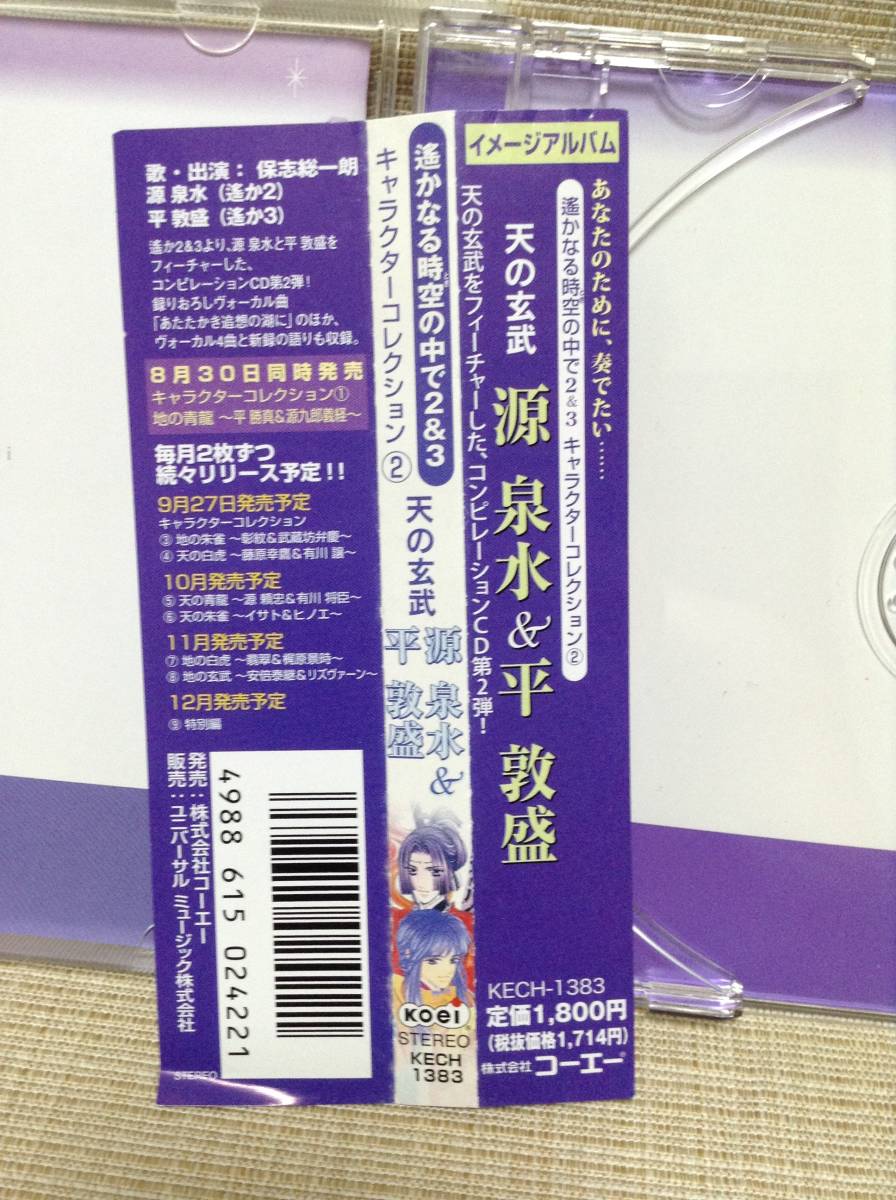 歌・出演：保志総一朗
源 泉水（遙か2）
平 敦盛（遙か3）
遙か2&3より、源 泉水と平 敦盛を
フィーチャーした、
コンピレーションCD第2弾！
録りおろしヴォーカル曲
「あたたかき追想の湖に」のほか、
ヴォーカル4曲と新録の語りも収録。
8月30日同時発売
キャラクターコレクション①
地の青龍 〜平 勝真&源九郎義経〜
毎月2枚ずつ
続々リリース予定!!
9月27日発売予定
キャラクターコレクション
③ 地の朱雀 〜彰紋&武蔵坊弁慶〜
④ 天の白虎 〜藤原幸鷹&有川 譲〜
10月発売予定
⑤ 天の青龍 〜源 頼忠&有川 将臣〜
⑥ 天の朱雀 〜イサト&ヒノエ〜
11月発売予定
⑦ 地の白虎 〜翡翠&梶原景時〜
⑧ 地の玄武 〜安倍泰継&リズヴァーン〜
12月発売予定
⑨ 特別編
発売：株式会社コーエー
販売：ユニバーサル ミュージック株式会社
4988 615 024221
STEREO
遙かなる時空の中で2&3
とき
キャラクターコレクション②
天の玄武
源 泉水&
平 敦盛
KOEI
STEREO
KECH
1383
イメージアルバム
あなたのために、奏でたい……
遙かなる時空の中で2&3 キャラクターコレクション②
とき
天の玄武 源 泉水&平 敦盛
天の玄武をフィーチャーした、コンピレーションCD第2弾！
KECH-1383
定価1,800円
（税抜価格1,714円）
株式会社 コーエー